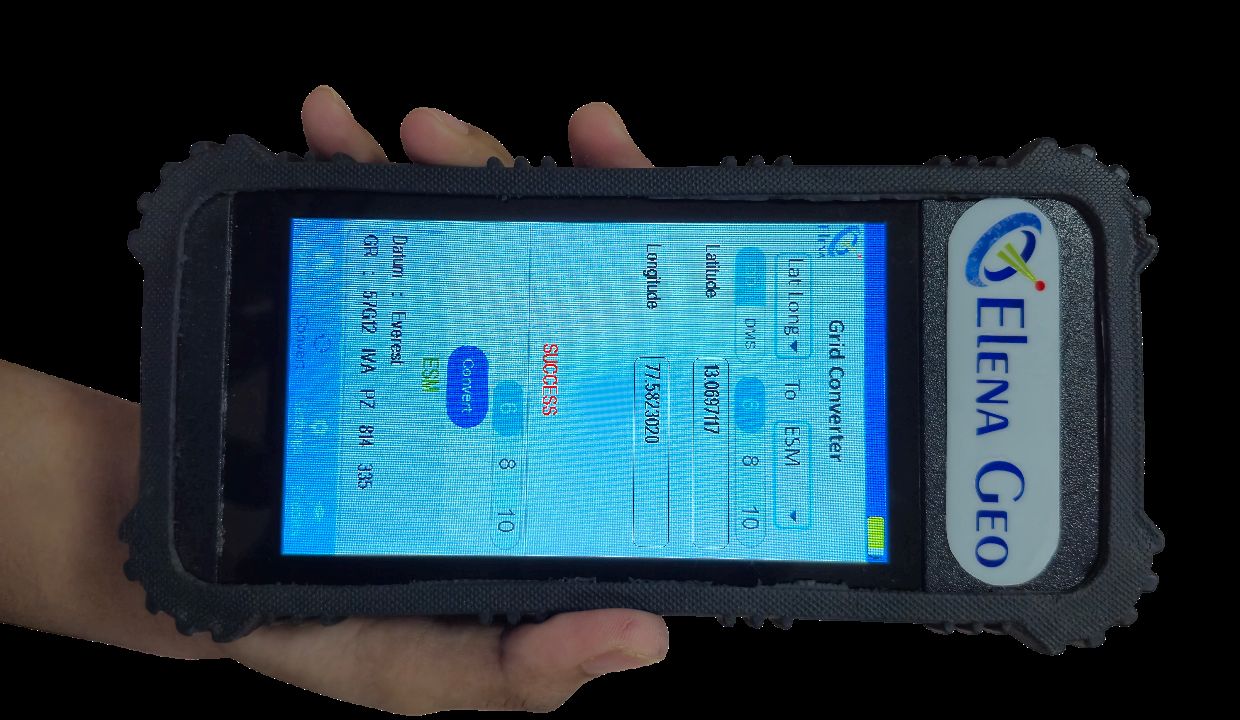 ELENA GEO
Grid Converter
Lat Long To ESM
DMS 6 8 10
Latitude 13.0697117
Longitude 77.5823020
SUCCESS
6 8 10
Convert
ESM
Datum : Everest
GR : 57G12 IVA PZ 814 335
Convert